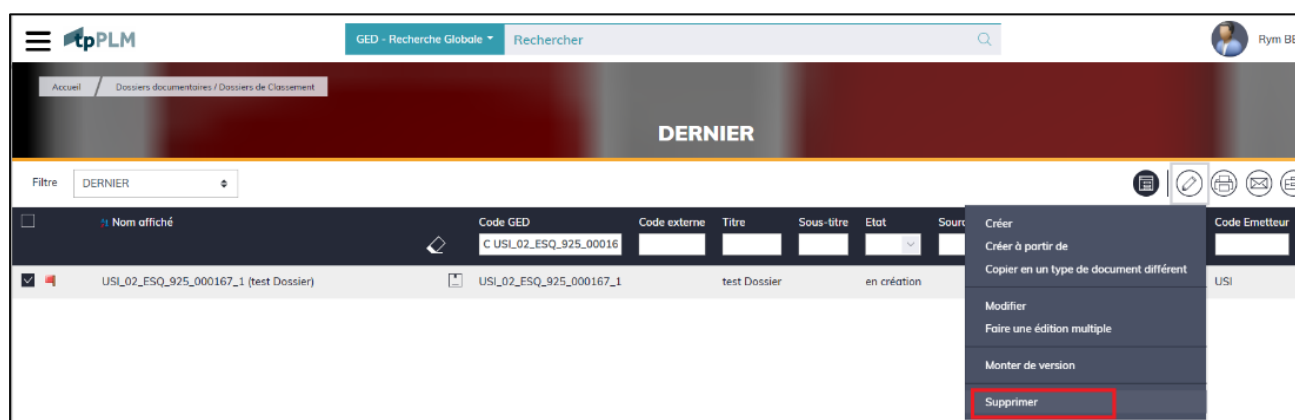 tpPLM
GED - Recherche Globale
Rechercher
Rym BE
Accueil / Dossiers documentaires / Dossiers de Classement
DERNIER
Filtre
DERNIER
Nom affiché
Code GED
Code externe
Titre
Sous-titre
Etat
Sourc
Code Emetteur
C USI_02_ESQ_925_00016
USI_02_ESQ_925_000167_1 (test Dossier)
USI_02_ESQ_925_000167_1
test Dossier
en création
USI
Créer
Créer à partir de
Copier en un type de document différent
Modifier
Faire une édition multiple
Monter de version
Supprimer